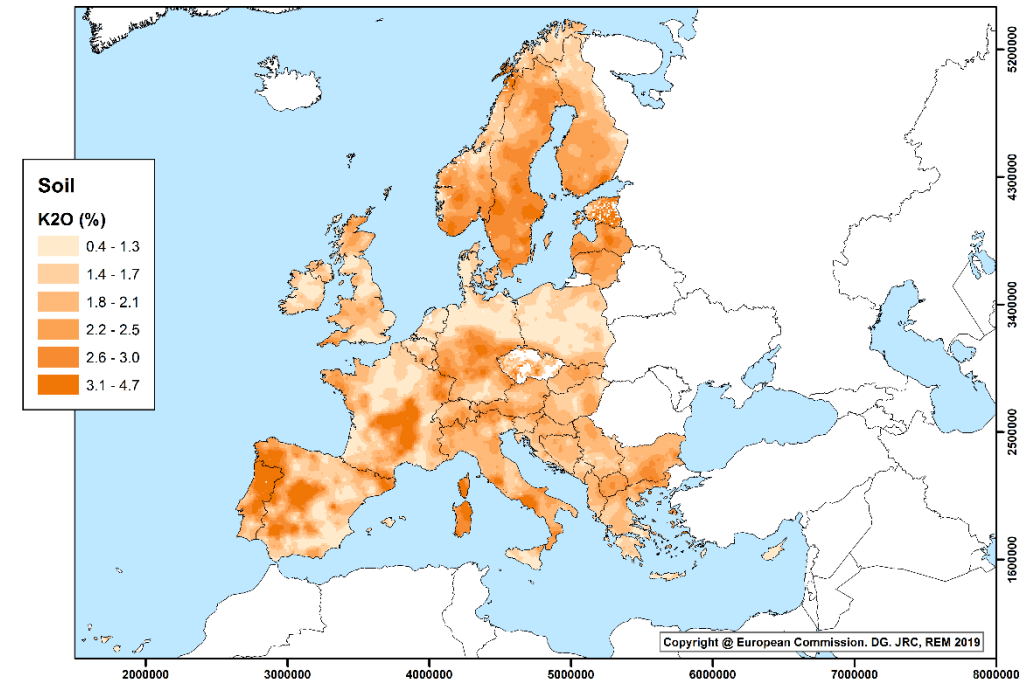 Soil
K2O (%)
0.4 - 1.3
1.4 - 1.7
1.8 - 2.1
2.2 - 2.5
2.6 - 3.0
3.1 - 4.7
5200000
4300000
3400000
2500000
1600000
Copyright @ European Commission. DG. JRC, REM 2019
2000000 3000000 4000000 5000000 6000000 7000000 8000000